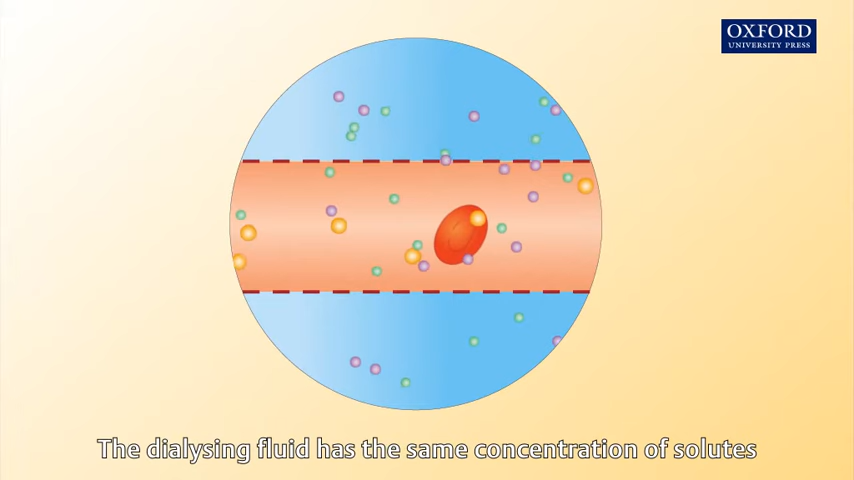 OXFORD
UNIVERSITY PRESS
The dialysing fluid has the same concentration of solutes